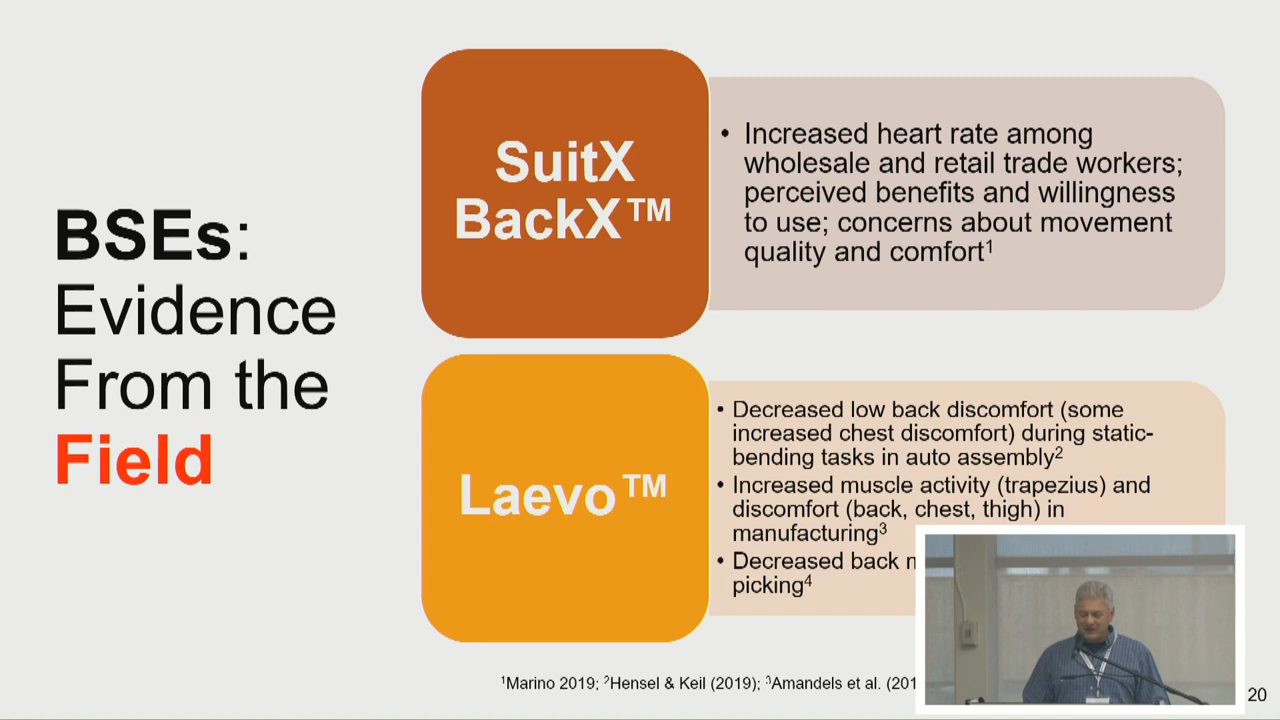 BSEs:
Evidence
From the
Field
SuitX
BackX™
• Increased heart rate among
wholesale and retail trade workers;
perceived benefits and willingness
to use; concerns about movement
quality and comfort¹
Laevo™
• Decreased low back discomfort (some
increased chest discomfort) during static-
bending tasks in auto assembly²
• Increased muscle activity (trapezius) and
discomfort (back, chest, thigh) in
manufacturing³
• Decreased back
picking⁴
¹Marino 2019; ²Hensel & Keil (2019); ³Amandels et al.
20